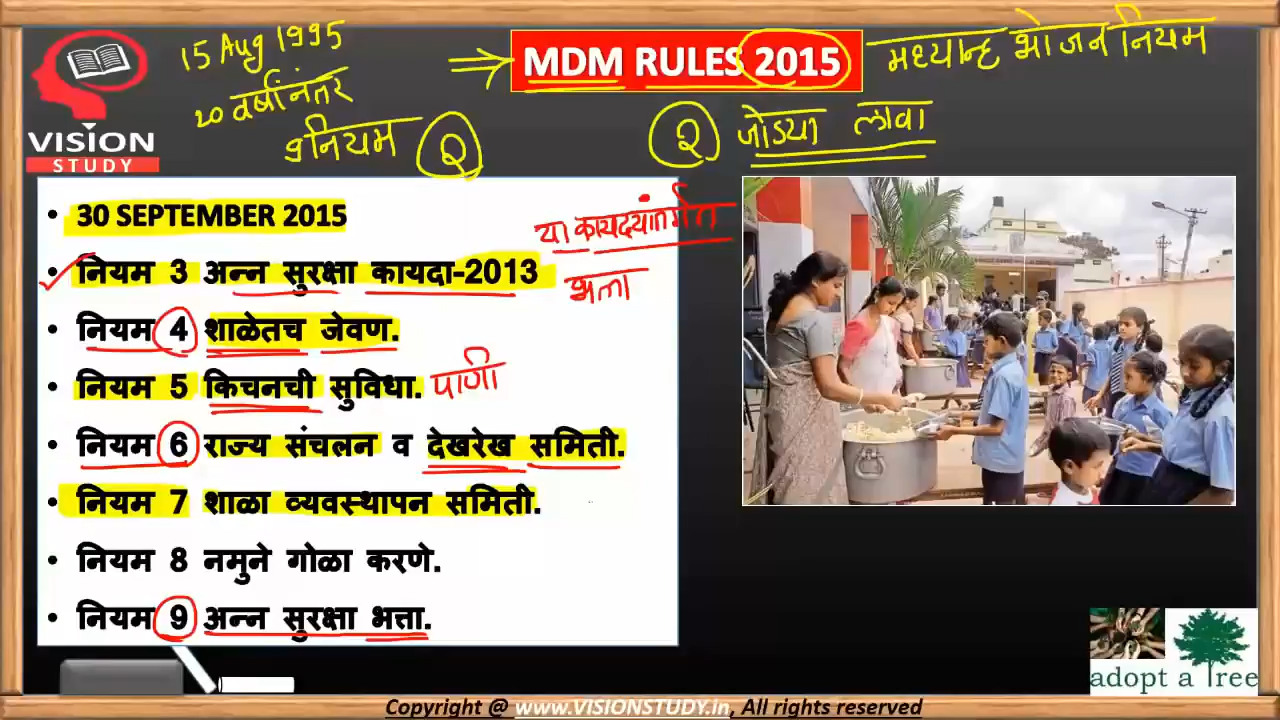 15 Aug 1995
20 वर्षानंतर
9 नियम २
⇒ MDM RULES 2015
मध्यान्ह भोजन नियम
२ जोड्या लावा
VISION
STUDY
• 30 SEPTEMBER 2015
या कायद्यांतर्गत
• नियम 3 अन्न सुरक्षा कायदा-2013
भत्ता
• नियम 4 शाळेतच जेवण.
• नियम 5 किचनची सुविधा. पाणी
• नियम 6 राज्य संचलन व देखरेख समिती.
• नियम 7 शाळा व्यवस्थापन समिती.
• नियम 8 नमुने गोळा करणे.
• नियम 9 अन्न सुरक्षा भत्ता.
adopt a Tree
Copyright @ www.VISIONSTUDY.in, All rights reserved